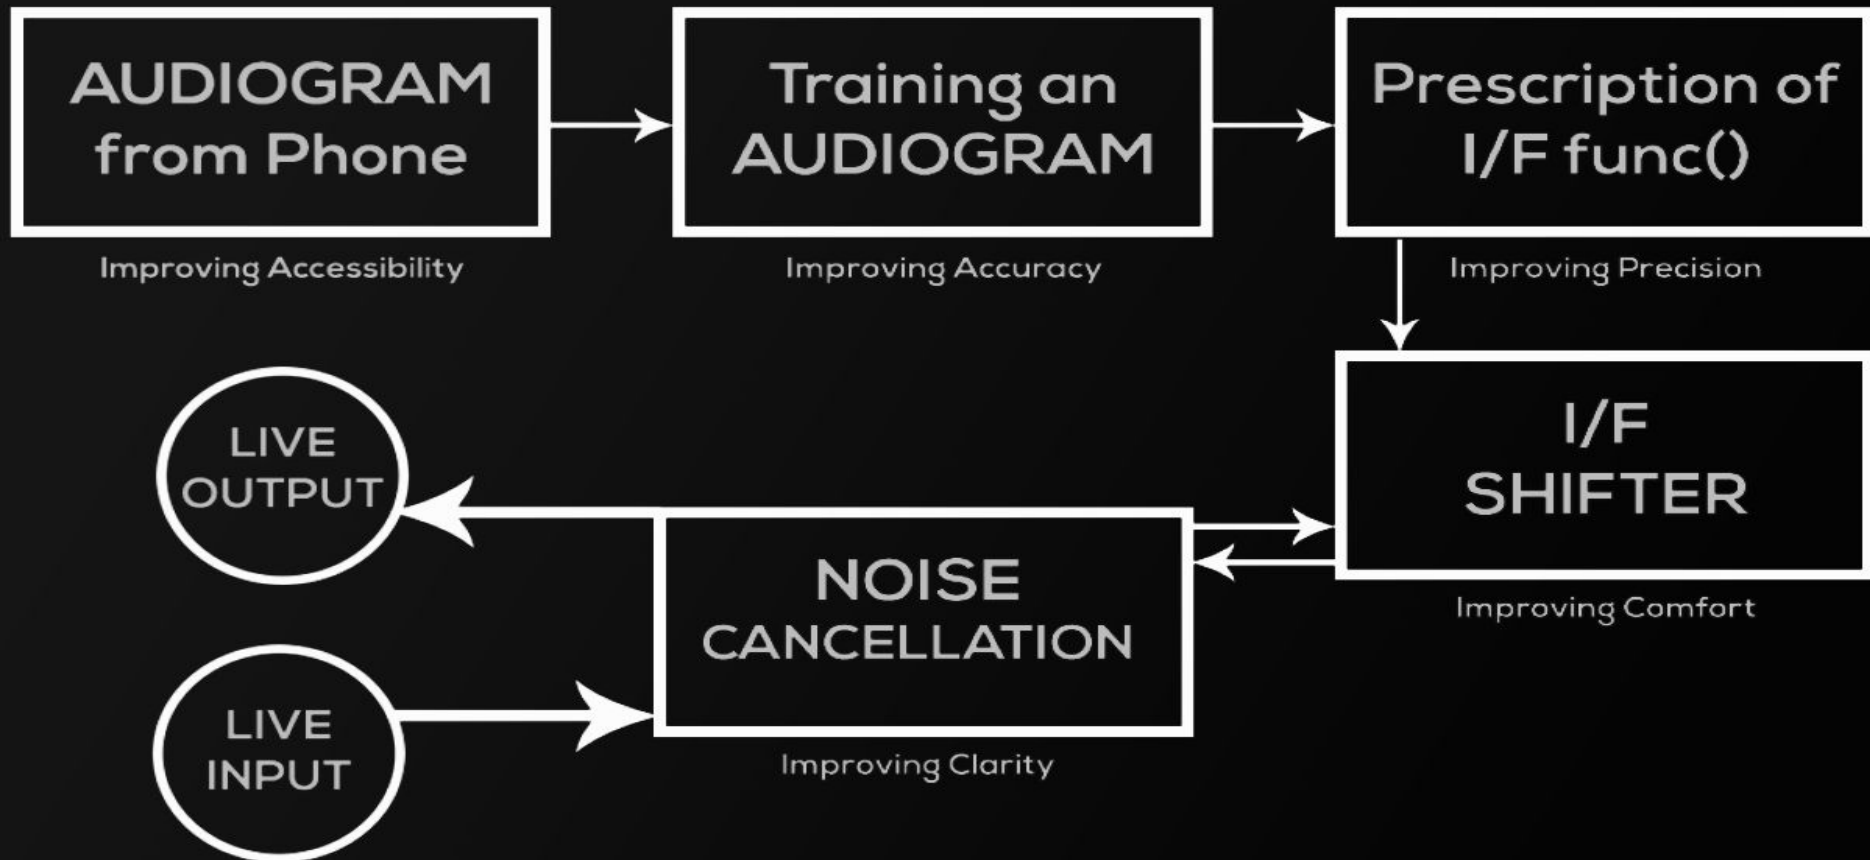 AUDIOGRAM
from Phone
Improving Accessibility
Training an
AUDIOGRAM
Improving Accuracy
Prescription of
I/F func()
Improving Precision
I/F
SHIFTER
Improving Comfort
NOISE
CANCELLATION
Improving Clarity
LIVE
OUTPUT
LIVE
INPUT